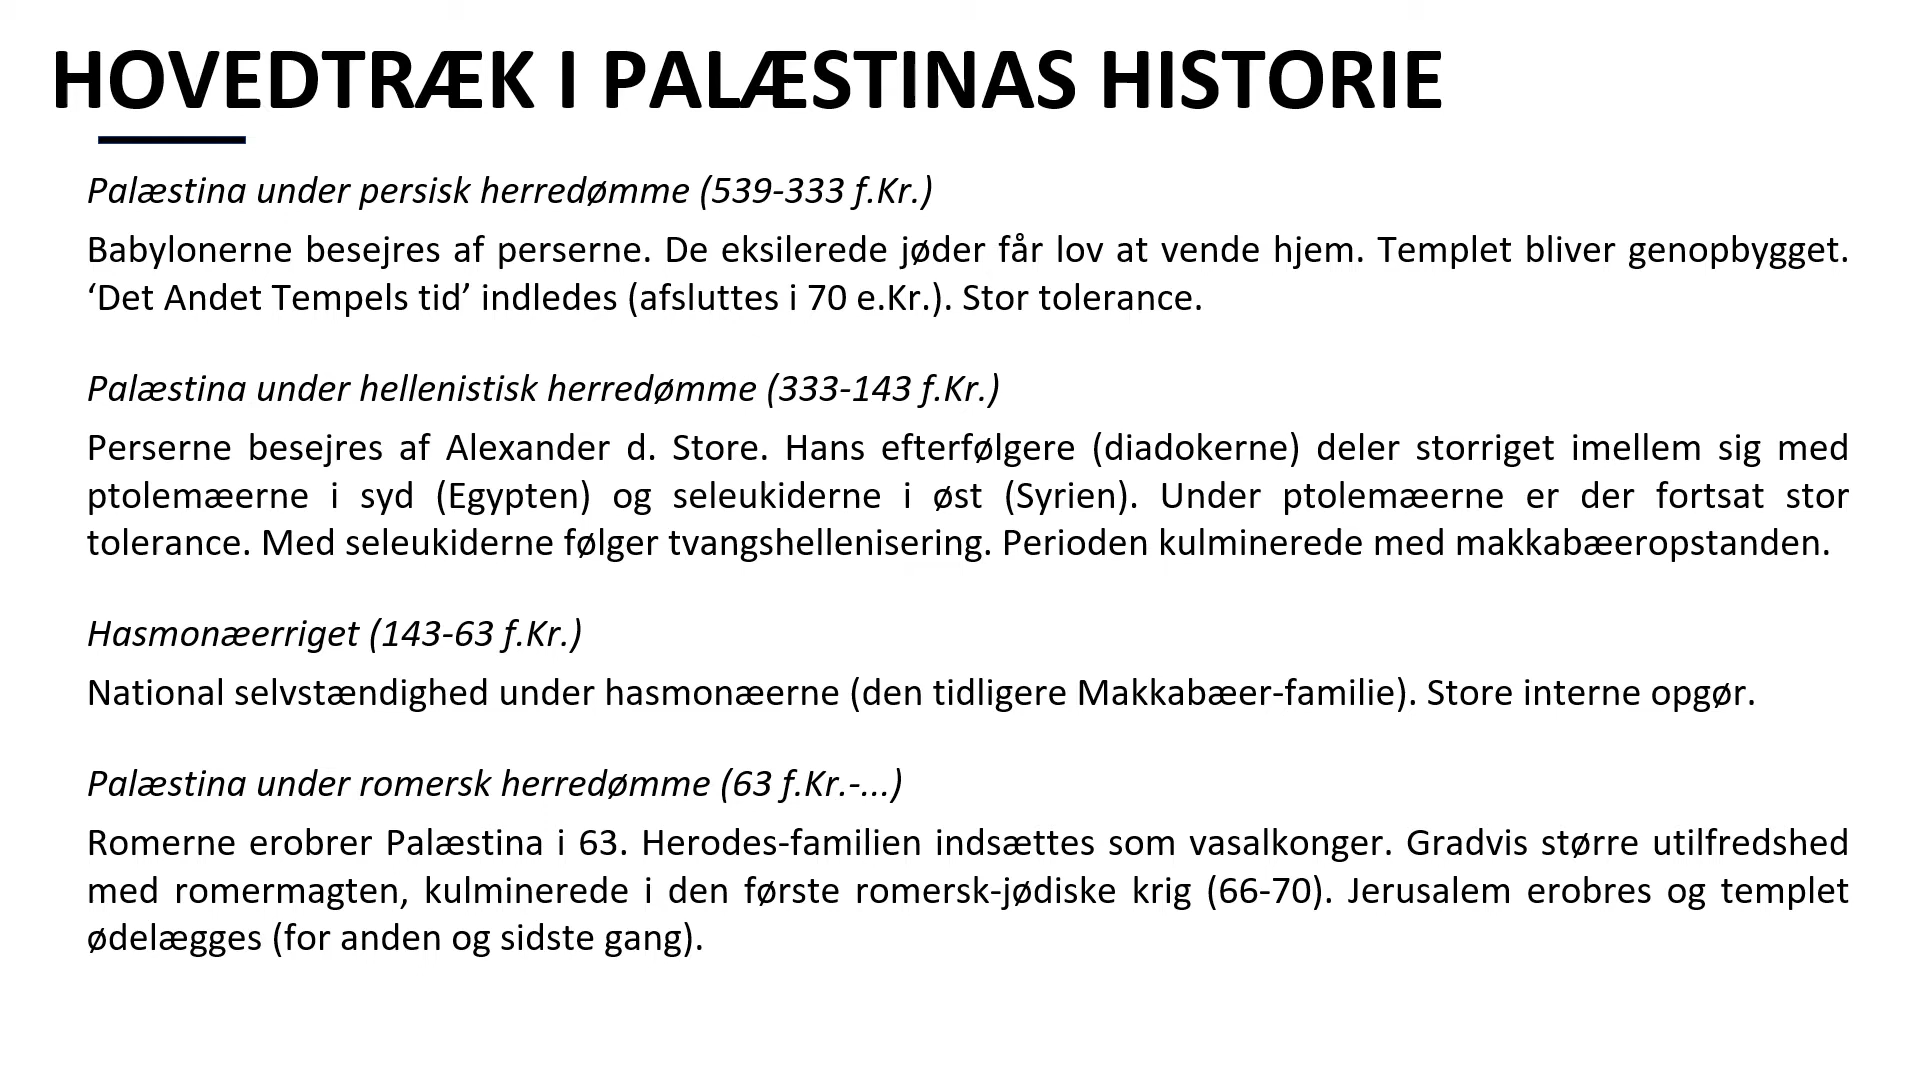 HOVEDTRÆK I PALÆSTINAS HISTORIE
Palæstina under persisk herredømme (539-333 f.Kr.)
Babylonerne besejres af perserne. De eksilerede jøder får lov at vende hjem. Templet bliver genopbygget.
‘Det Andet Tempels tid’ indledes (afsluttes i 70 e.Kr.). Stor tolerance.
Palæstina under hellenistisk herredømme (333-143 f.Kr.)
Perserne besejres af Alexander d. Store. Hans efterfølgere (diadokerne) deler storriget imellem sig med
ptolemæerne i syd (Egypten) og seleukiderne i øst (Syrien). Under ptolemæerne er der fortsat stor
tolerance. Med seleukiderne følger tvangshellenisering. Perioden kulminerede med makkabæeropstanden.
Hasmonæerriget (143-63 f.Kr.)
National selvstændighed under hasmonæerne (den tidligere Makkabæer-familie). Store interne opgør.
Palæstina under romersk herredømme (63 f.Kr.-...)
Romerne erobrer Palæstina i 63. Herodes-familien indsættes som vasalkonger. Gradvis større utilfredshed
med romermagten, kulminerede i den første romersk-jødiske krig (66-70). Jerusalem erobres og templet
ødelægges (for anden og sidste gang).